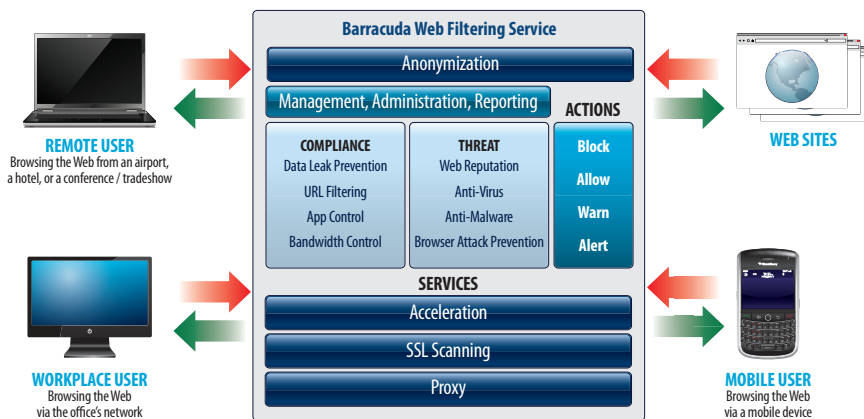 Barracuda Web Filtering Service
Anonymization
Management, Administration, Reporting
ACTIONS
COMPLIANCE
Data Leak Prevention
URL Filtering
App Control
Bandwidth Control
THREAT
Web Reputation
Anti-Virus
Anti-Malware
Browser Attack Prevention
Block
Allow
Warn
Alert
SERVICES
Acceleration
SSL Scanning
Proxy
REMOTE USER
Browsing the Web from an airport,
a hotel, or a conference / tradeshow
WORKPLACE USER
Browsing the Web
via the office's network
WEB SITES
BlackBerry
MOBILE USER
Browsing the Web
via a mobile device